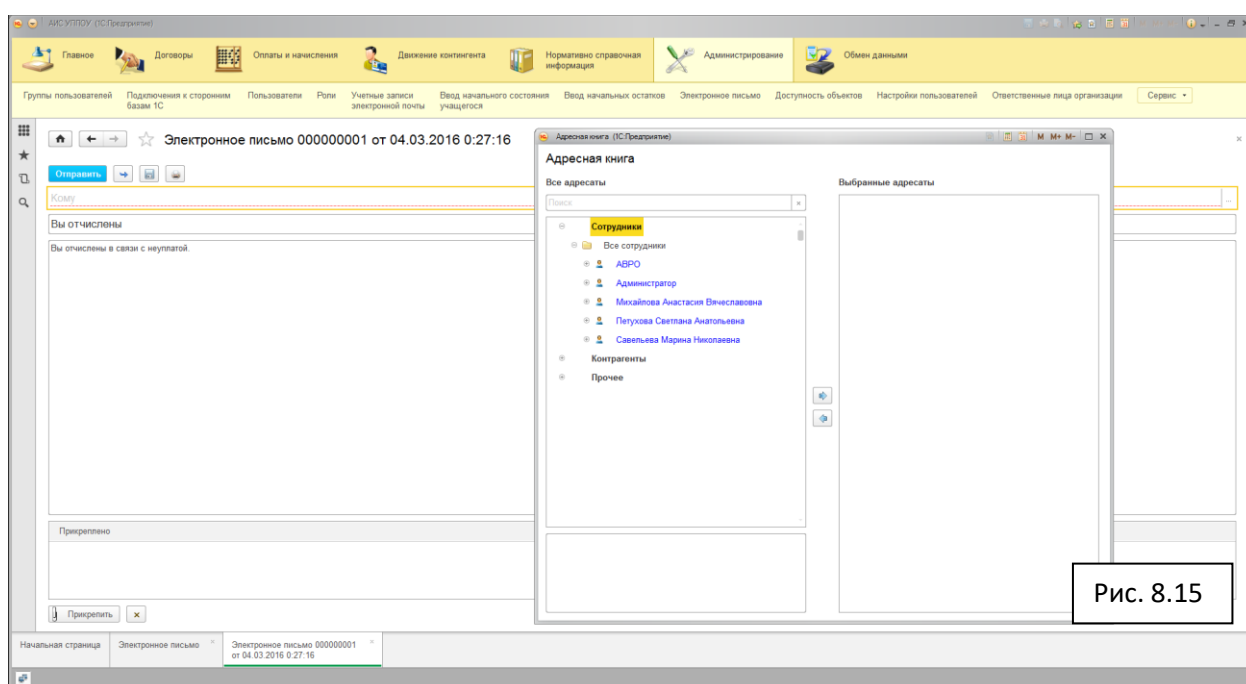 АИС УППОУ (1С:Предприятие)
Главное
Договоры
Оплаты и начисления
Движение контингента
Нормативно справочная
информация
Администрирование
Обмен данными
Группы пользователей
Подключения к сторонним
базам 1С
Пользователи
Роли
Учетные записи
электронной почты
Ввод начального состояния
учащегося
Ввод начальных остатков
Электронное письмо
Доступность объектов
Настройки пользователей
Ответственные лица организации
Сервис
Электронное письмо 000000001 от 04.03.2016 0:27:16
Отправить
Кому
Вы отчислены
Вы отчислены в связи с неуплатой.
Адресная книга (1С:Предприятие)
M M+ M-
Адресная книга
Все адресаты
Выбранные адресаты
Поиск
Сотрудники
Все сотрудники
АВРО
Администратор
Михайлова Анастасия Вячеславовна
Петухова Светлана Анатольевна
Савельева Марина Николаевна
Контрагенты
Прочее
Прикреплено
Прикрепить
Рис. 8.15
Начальная страница
Электронное письмо
Электронное письмо 000000001
от 04.03.2016 0:27:16